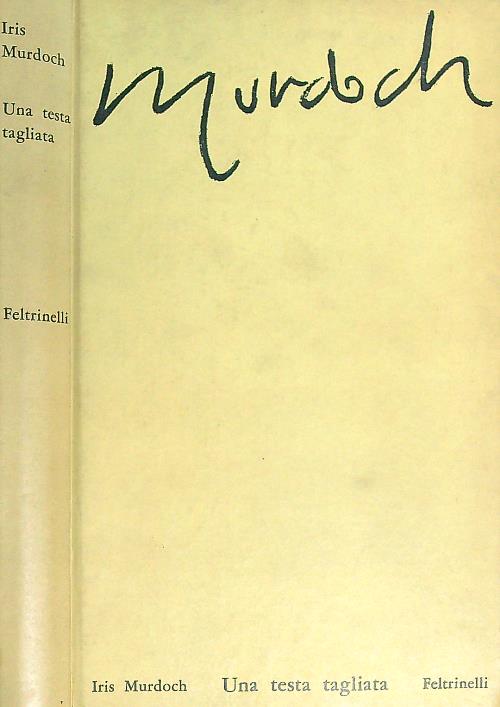 Iris
Murdoch
Una testa
tagliata
Feltrinelli
Murdoch
Iris Murdoch Una testa tagliata Feltrinelli